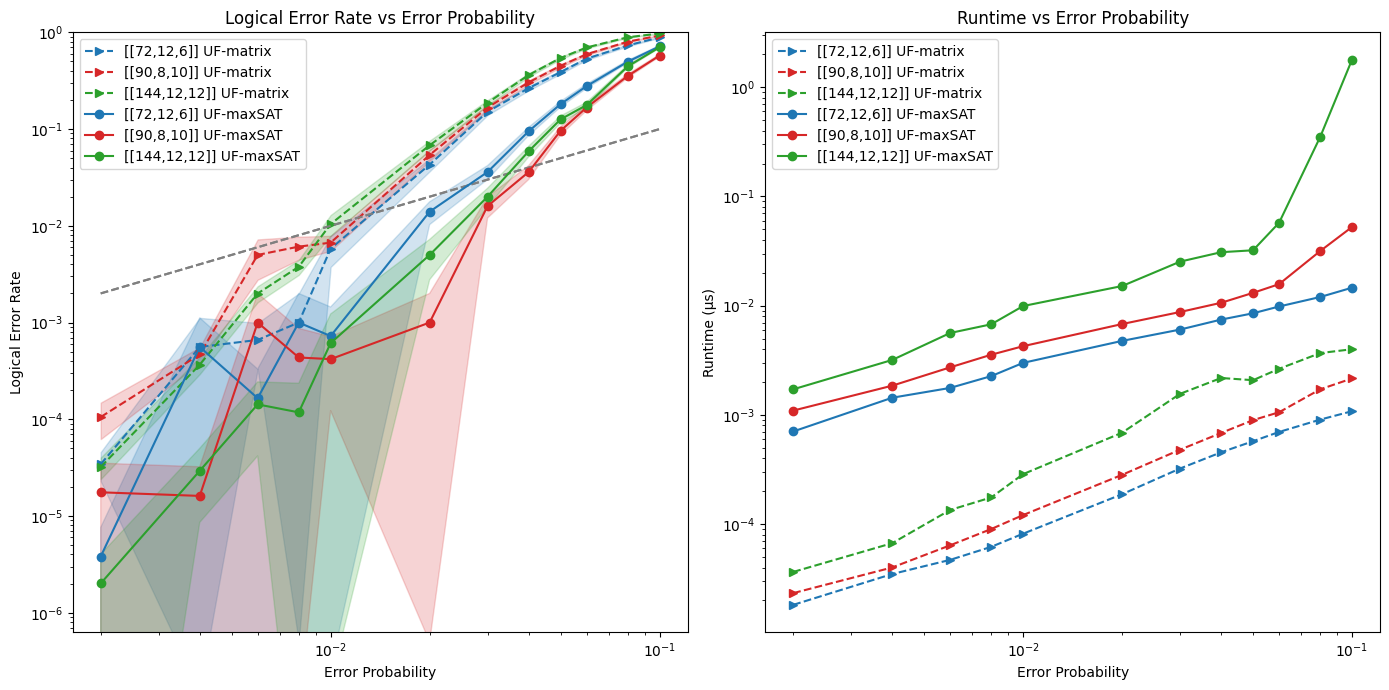 Logical Error Rate vs Error Probability
[[72,12,6]] UF-matrix
[[90,8,10]] UF-matrix
[[144,12,12]] UF-matrix
[[72,12,6]] UF-maxSAT
[[90,8,10]] UF-maxSAT
[[144,12,12]] UF-maxSAT
10⁰
10⁻¹
10⁻²
10⁻³
10⁻⁴
10⁻⁵
10⁻⁶
Logical Error Rate
10⁻²
10⁻¹
Error Probability
Runtime vs Error Probability
[[72,12,6]] UF-matrix
[[90,8,10]] UF-matrix
[[144,12,12]] UF-matrix
[[72,12,6]] UF-maxSAT
[[90,8,10]] UF-maxSAT
[[144,12,12]] UF-maxSAT
10⁰
10⁻¹
10⁻²
10⁻³
10⁻⁴
Runtime (μs)
10⁻²
10⁻¹
Error Probability